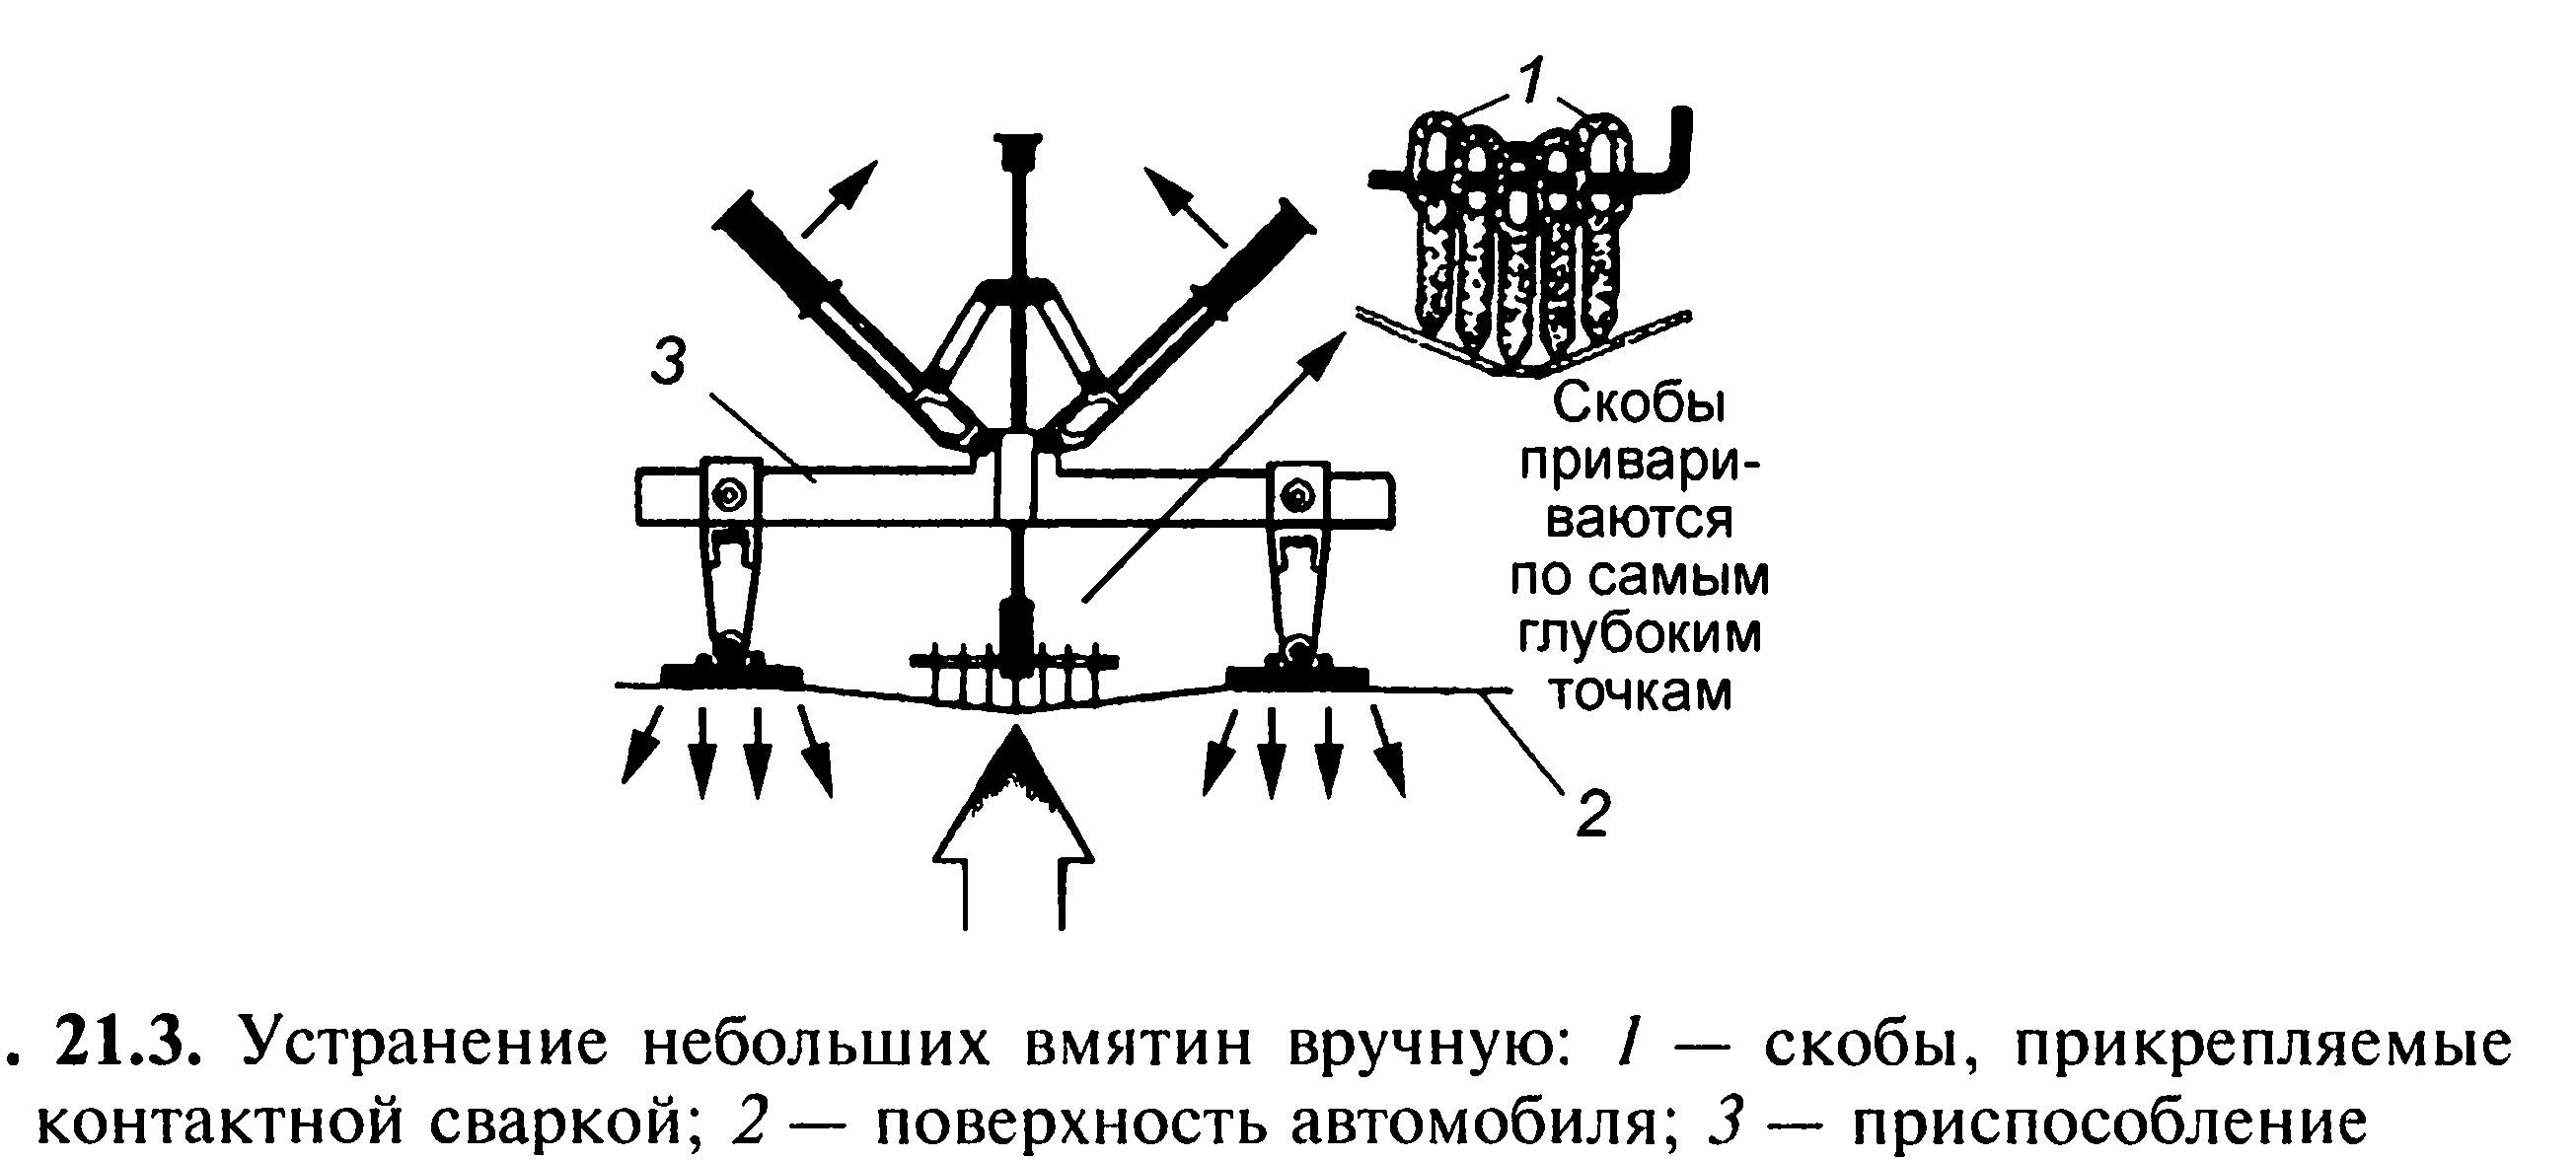 1
3
Скобы
привари-
ваются
по самым
глубоким
точкам
2
. 21.3. Устранение небольших вмятин вручную: 1 — скобы, прикрепляемые
контактной сваркой; 2 — поверхность автомобиля; 3 — приспособление